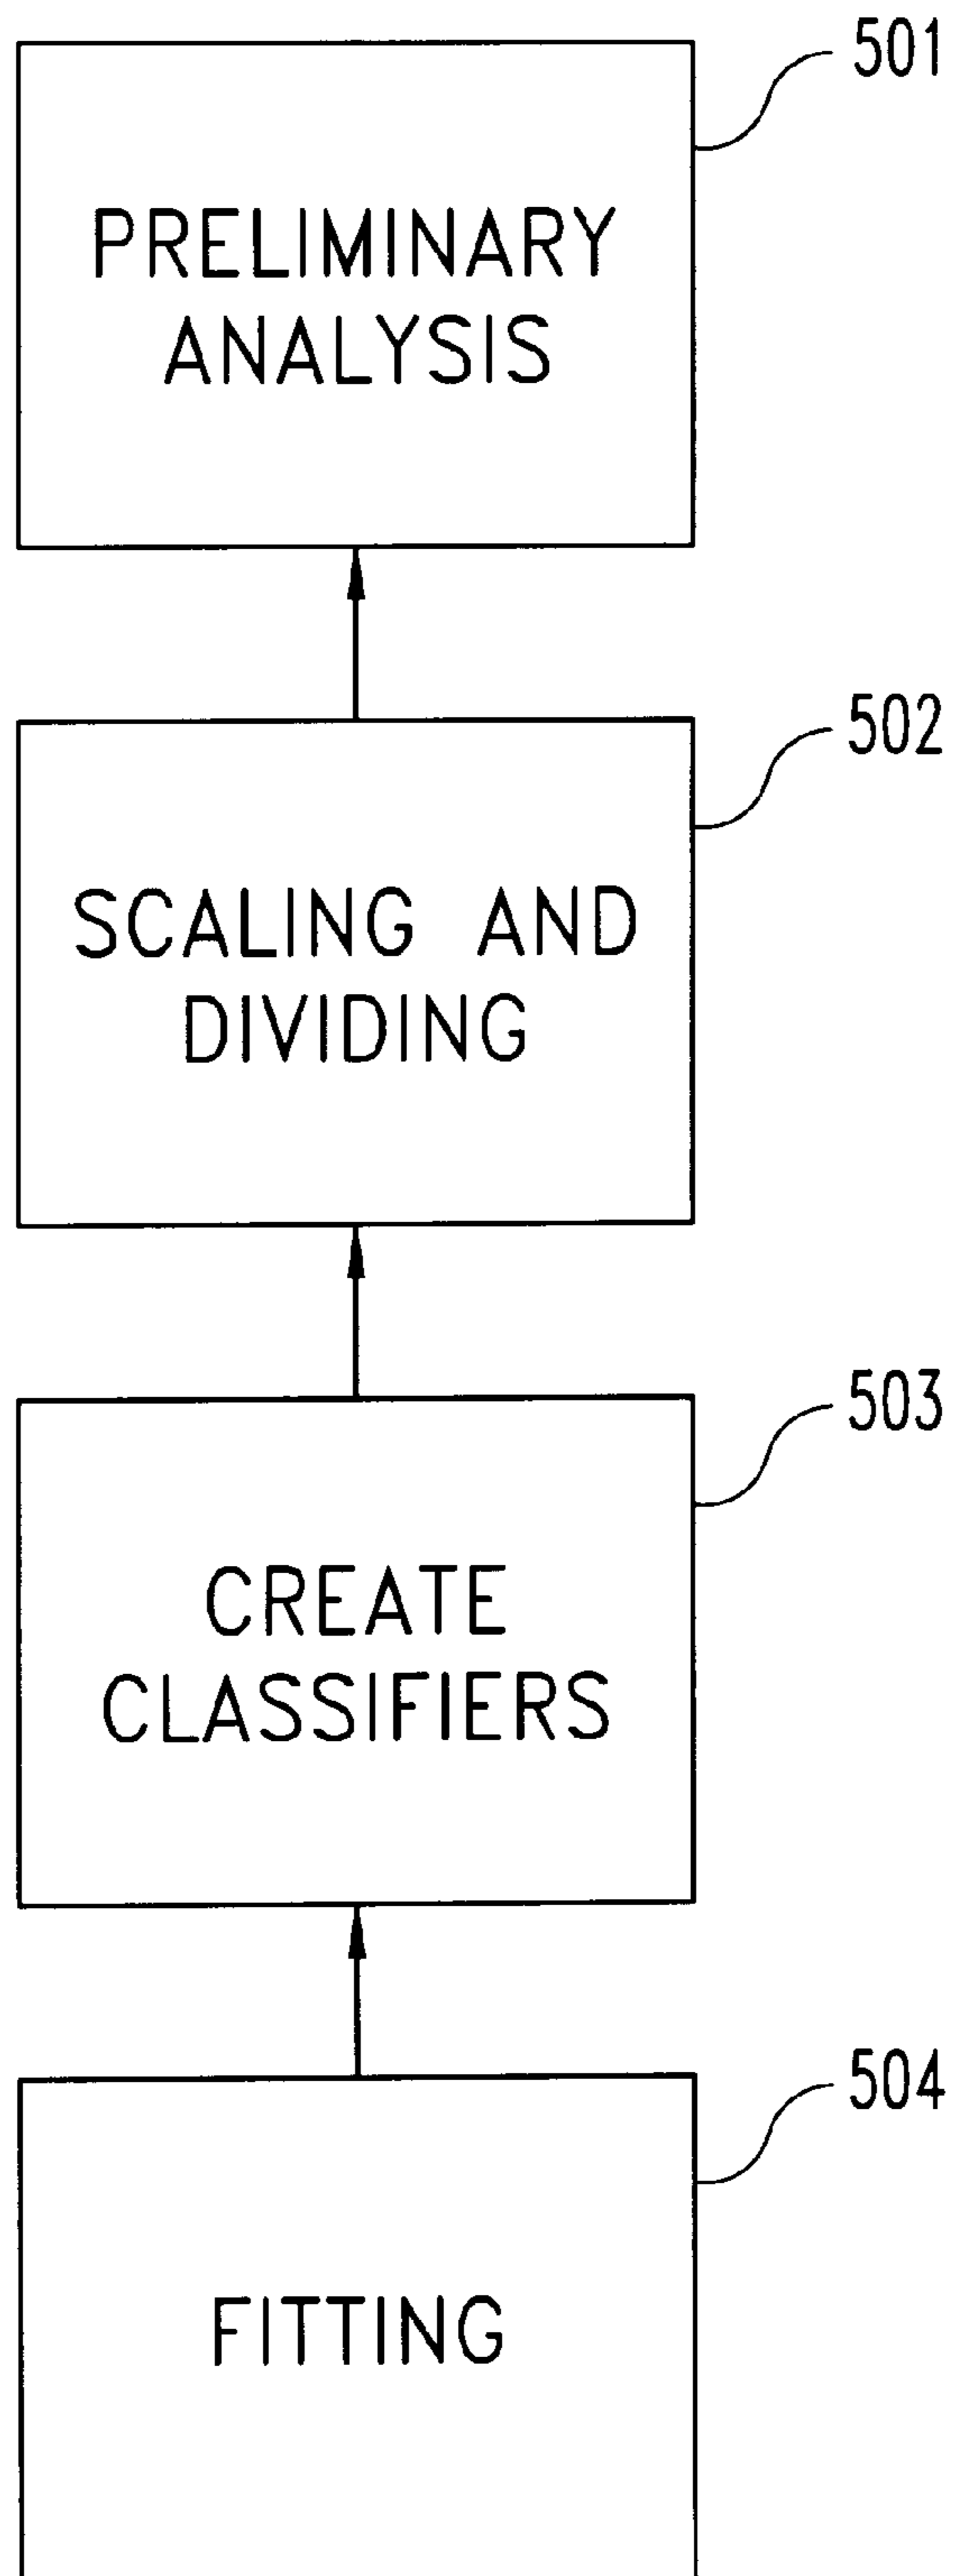 501
PRELIMINARY
ANALYSIS
502
SCALING AND
DIVIDING
503
CREATE
CLASSIFIERS
504
FITTING